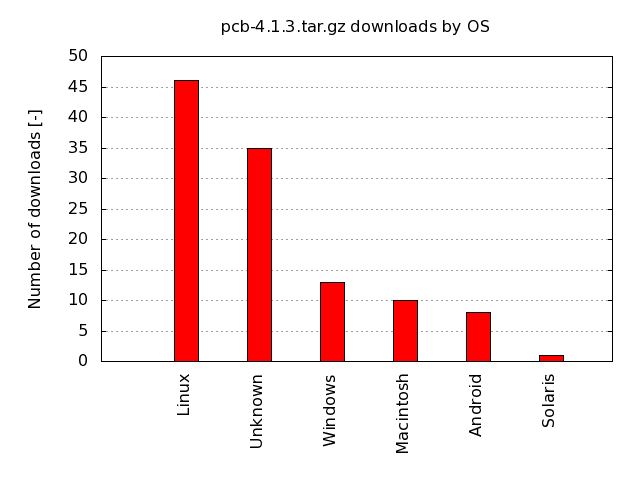 pcb-4.1.3.tar.gz downloads by OS
Number of downloads [-]
50
45
40
35
30
25
20
15
10
5
0
Linux
Unknown
Windows
Macintosh
Android
Solaris